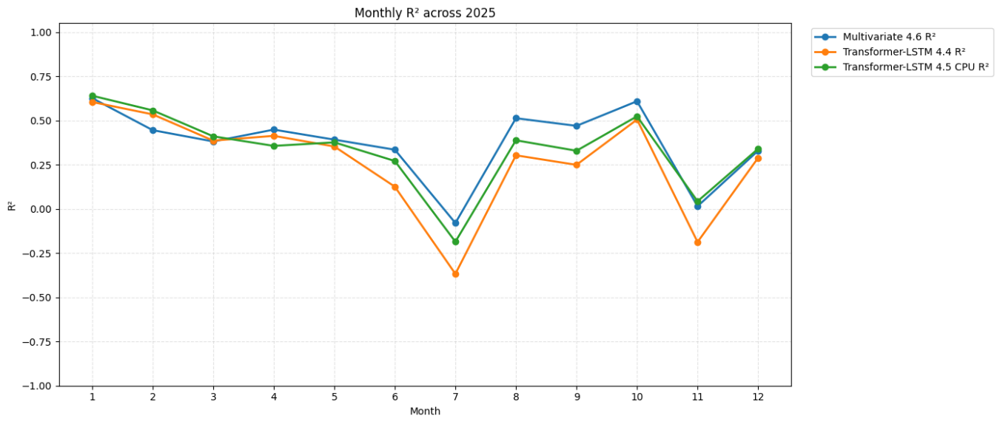 Monthly R² across 2025
Multivariate 4.6 R²
Transformer-LSTM 4.4 R²
Transformer-LSTM 4.5 CPU R²
R²
1.00
0.75
0.50
0.25
0.00
−0.25
−0.50
−0.75
−1.00
1 2 3 4 5 6 7 8 9 10 11 12
Month